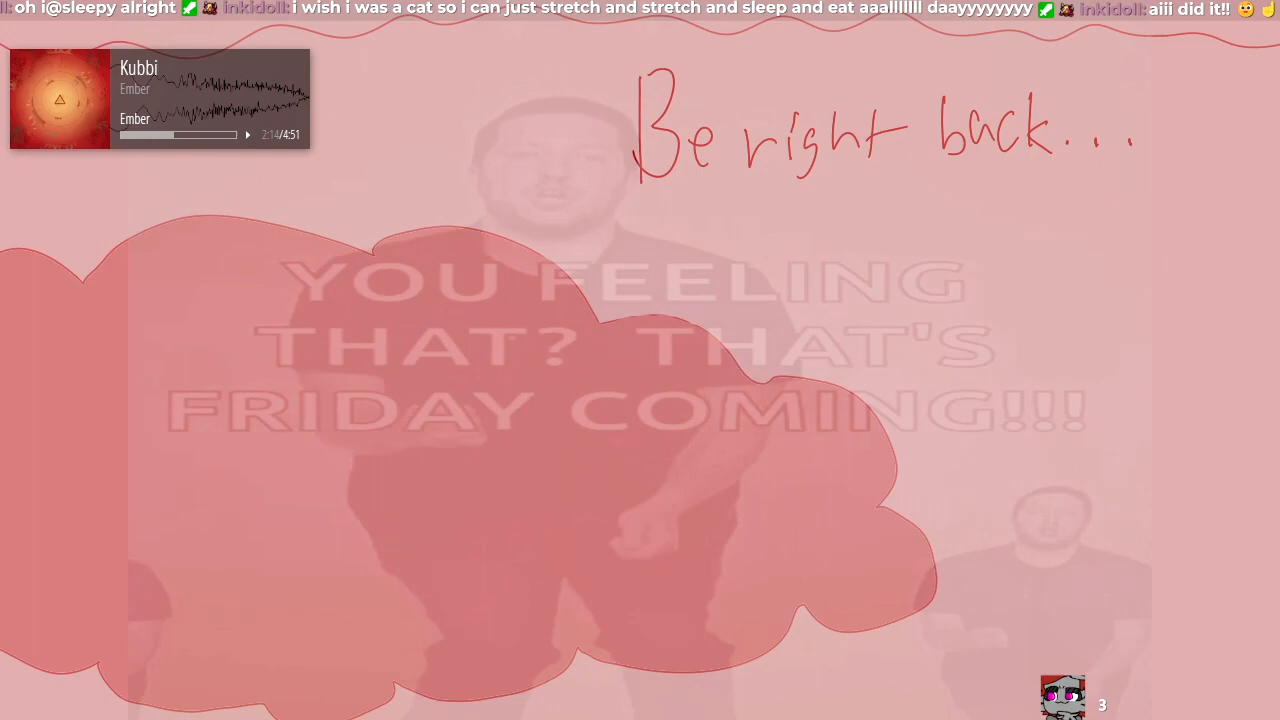 ll: oh i@sleepy alright inkidoll: i wish i was a cat so i can just stretch and stretch and sleep and eat aaallllllll daayyyyyyyy inkidoll: aiii did it!!
Kubbi
Ember
Ember
2:14/4:51
Be right back...
YOU FEELING
THAT? THAT'S
FRIDAY COMING!!!
3